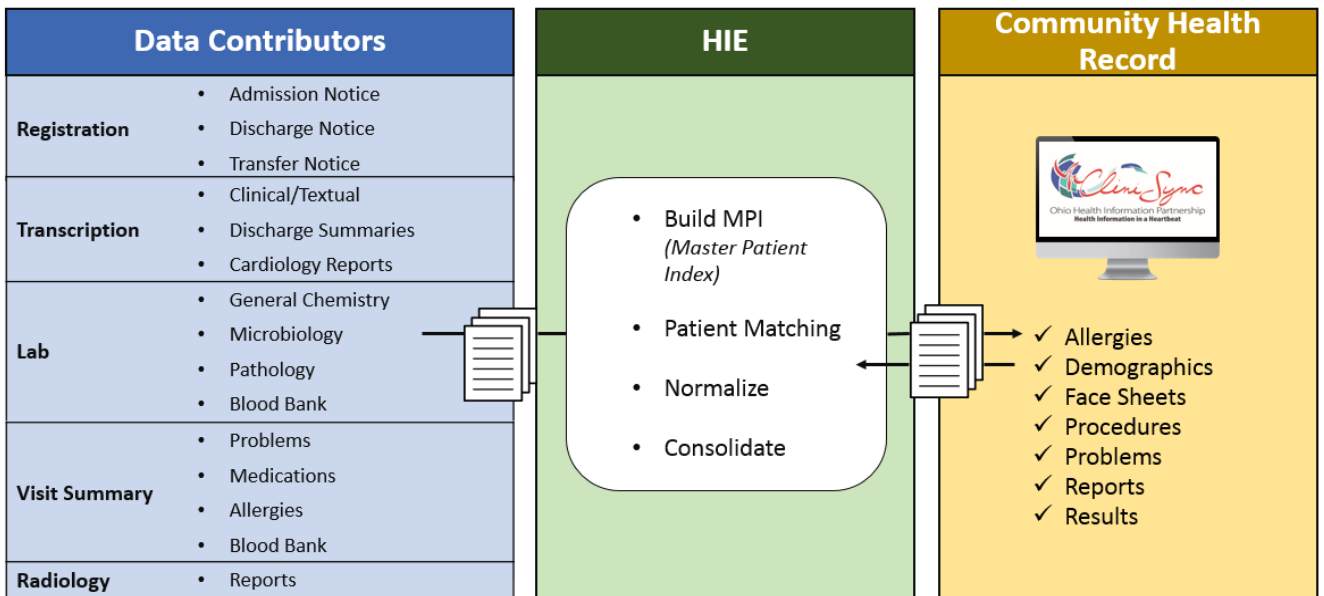 Data Contributors
Registration
• Admission Notice
• Discharge Notice
• Transfer Notice
Transcription
• Clinical/Textual
• Discharge Summaries
• Cardiology Reports
Lab
• General Chemistry
• Microbiology
• Pathology
• Blood Bank
Visit Summary
• Problems
• Medications
• Allergies
• Blood Bank
Radiology
• Reports
HIE
• Build MPI
(Master Patient
Index)
• Patient Matching
• Normalize
• Consolidate
Community Health
Record
CliniSync
Ohio Health Information Partnership
Health Information in a Heartbeat
✓ Allergies
✓ Demographics
✓ Face Sheets
✓ Procedures
✓ Problems
✓ Reports
✓ Results